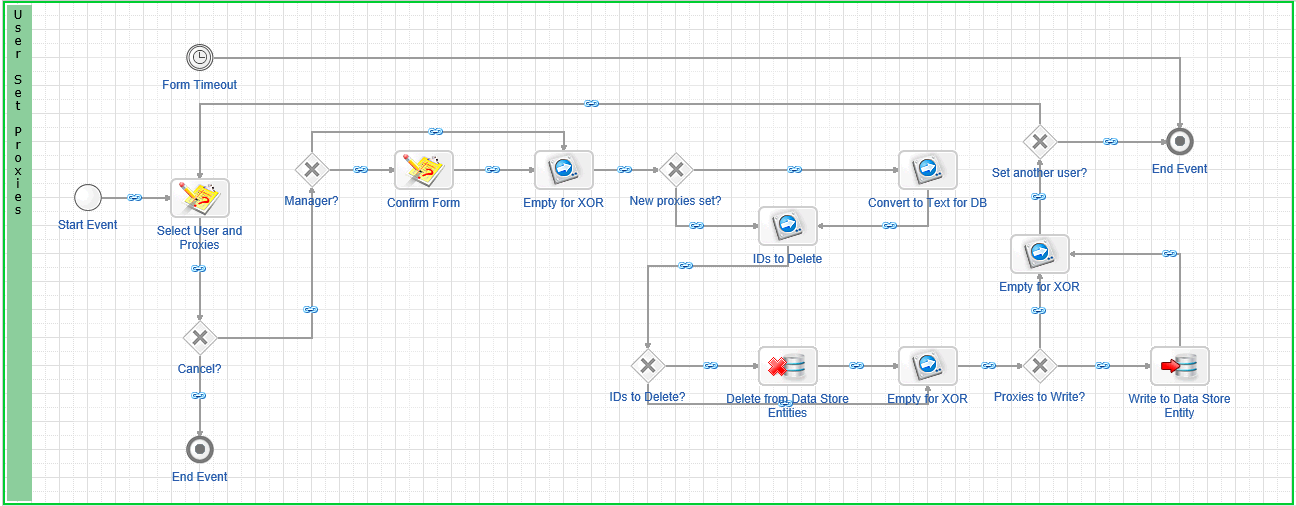 User Set Proxies
Form Timeout
Start Event
Select User and
Proxies
Manager?
Confirm Form
Empty for XOR
New proxies set?
Convert to Text for DB
Set another user?
End Event
IDs to Delete
Empty for XOR
Cancel?
IDs to Delete?
Delete from Data Store
Entities
Empty for XOR
Proxies to Write?
Write to Data Store
Entity
End Event